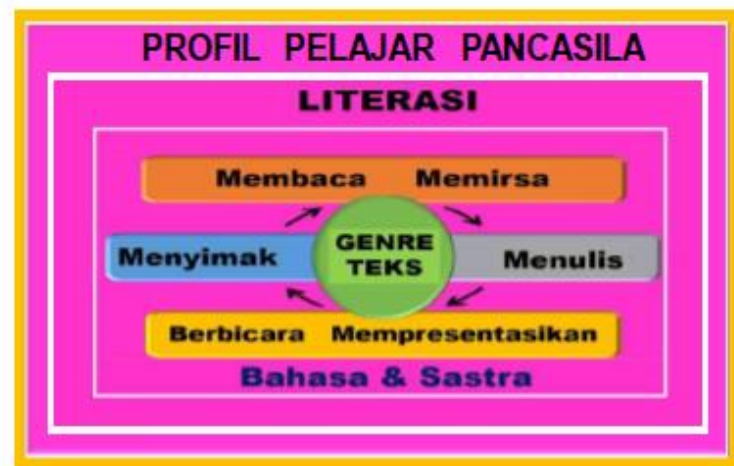 PROFIL PELAJAR PANCASILA
LITERASI
Membaca Memirsa
Menyimak
GENRE
TEKS
Menulis
Berbicara Mempresentasikan
Bahasa & Sastra